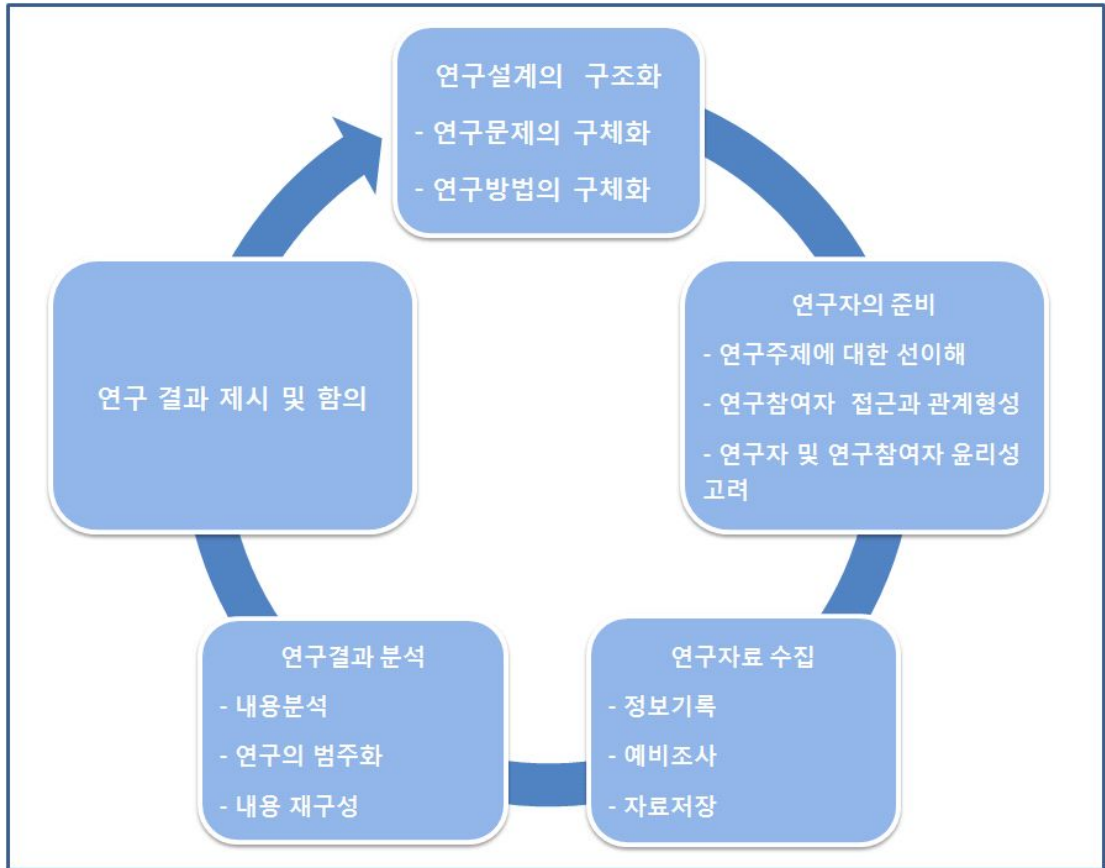 연구설계의 구조화
- 연구문제의 구체화
- 연구방법의 구체화
연구자의 준비
- 연구주제에 대한 선이해
- 연구참여자 접근과 관계형성
- 연구자 및 연구참여자 윤리성
고려
연구자료 수집
- 정보기록
- 예비조사
- 자료저장
연구결과 분석
- 내용분석
- 연구의 범주화
- 내용 재구성
연구 결과 제시 및 함의